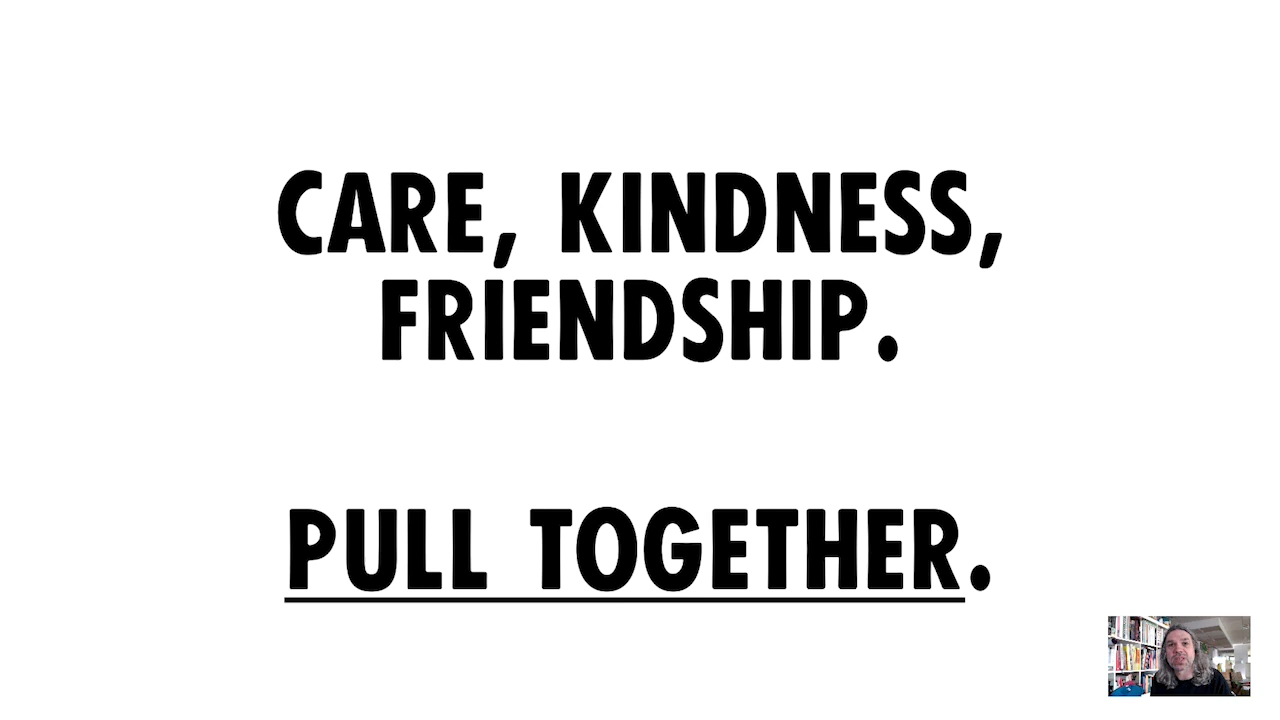 CARE, KINDNESS,
FRIENDSHIP.
PULL TOGETHER.